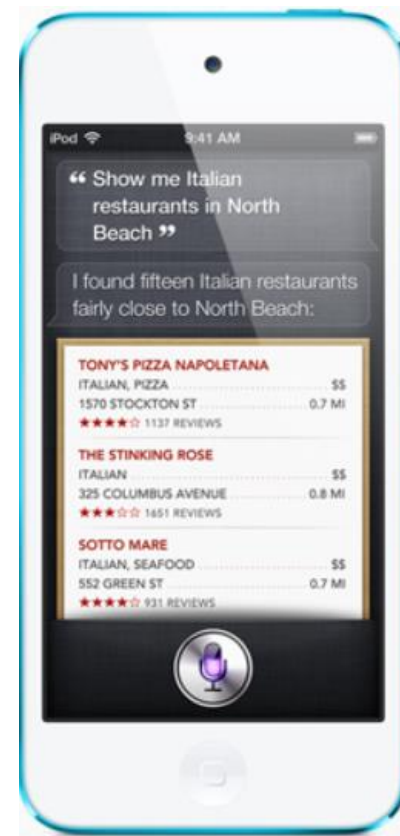 iPod 9:41 AM
“ Show me Italian
restaurants in North
Beach ”
I found fifteen Italian restaurants
fairly close to North Beach:
TONY'S PIZZA NAPOLETANA
ITALIAN, PIZZA $$
1570 STOCKTON ST 0.7 MI
1137 REVIEWS
THE STINKING ROSE
ITALIAN $$
325 COLUMBUS AVENUE 0.8 MI
1651 REVIEWS
SOTTO MARE
ITALIAN, SEAFOOD $$
552 GREEN ST 0.7 MI
931 REVIEWS